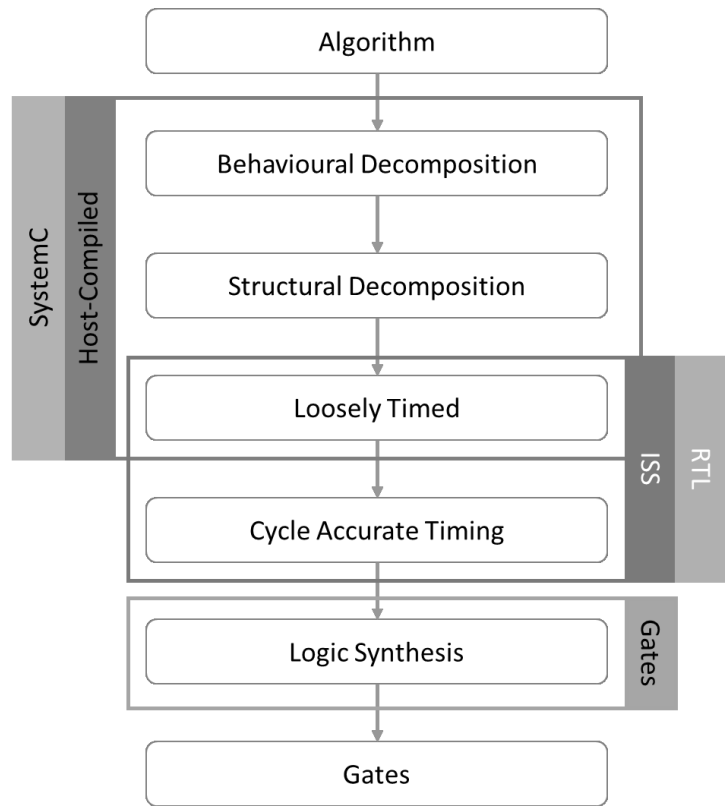 Algorithm
Behavioural Decomposition
Structural Decomposition
Loosely Timed
Cycle Accurate Timing
Logic Synthesis
Gates
SystemC
Host-Compiled
ISS
RTL
Gates